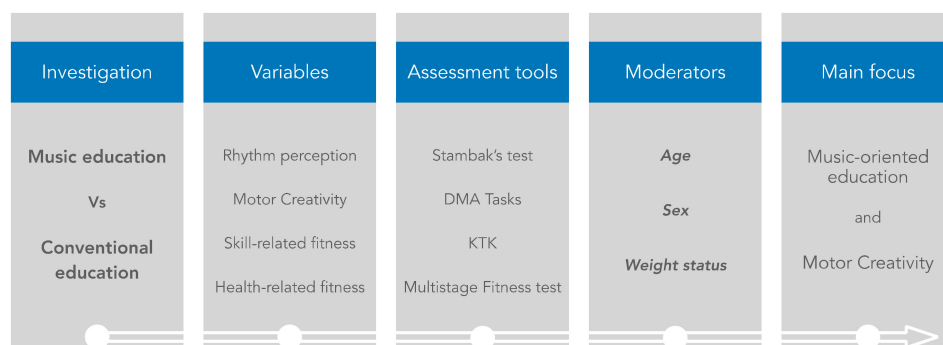 Investigation
Music education
Vs
Conventional
education
Variables
Rhythm perception
Motor Creativity
Skill-related fitness
Health-related fitness
Assessment tools
Stambak's test
DMA Tasks
KTK
Multistage Fitness test
Moderators
Age
Sex
Weight status
Main focus
Music-oriented
education
and
Motor Creativity